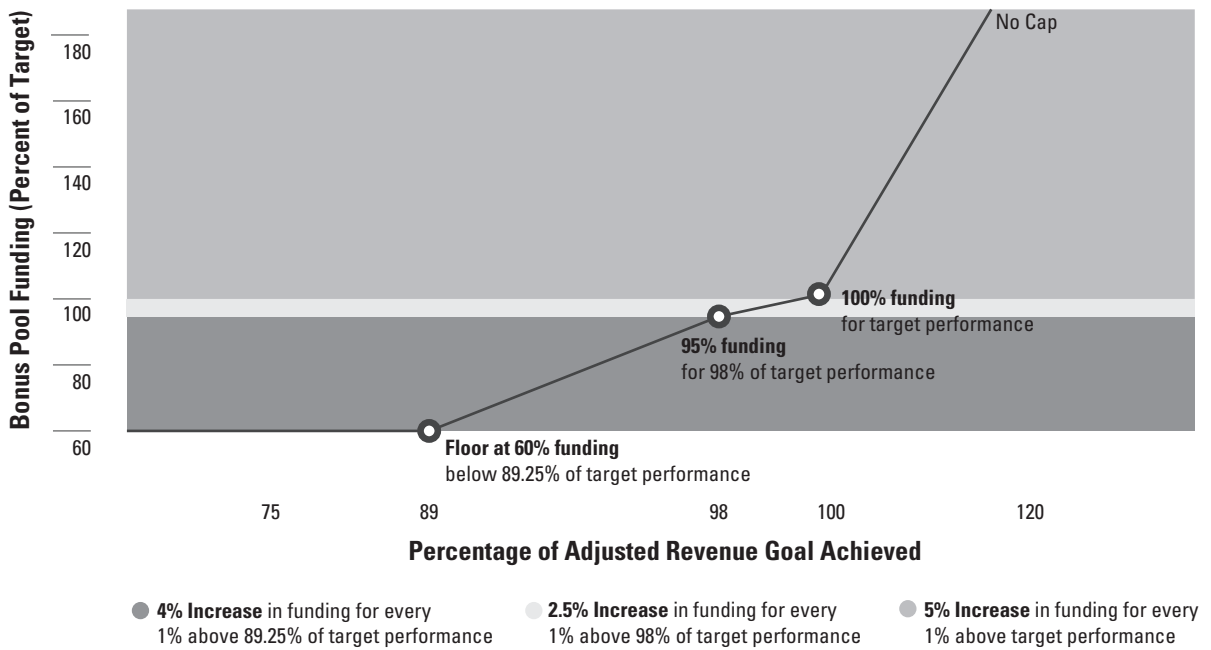 Bonus Pool Funding (Percent of Target)
180
160
140
120
100
80
60
No Cap
100% funding
for target performance
95% funding
for 98% of target performance
Floor at 60% funding
below 89.25% of target performance
75 89 98 100 120
Percentage of Adjusted Revenue Goal Achieved
4% Increase in funding for every
1% above 89.25% of target performance
2.5% Increase in funding for every
1% above 98% of target performance
5% Increase in funding for every
1% above target performance